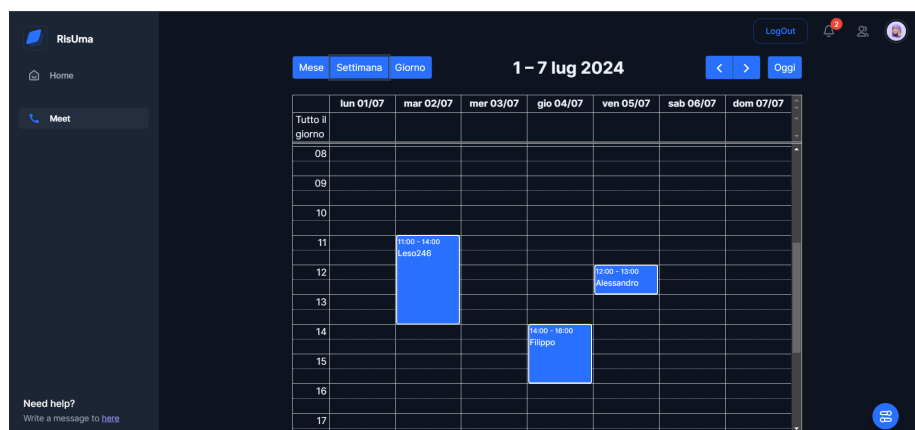 RisUma
LogOut
2
Home
Meet
Mese Settimana Giorno
1 – 7 lug 2024
Oggi
lun 01/07 mar 02/07 mer 03/07 gio 04/07 ven 05/07 sab 06/07 dom 07/07
Tutto il
giorno
08
09
10
11
11:00 - 14:00
Leso246
12
12:00 - 13:00
Alessandro
13
14
14:00 - 16:00
Filippo
15
16
17
Need help?
Write a message to here